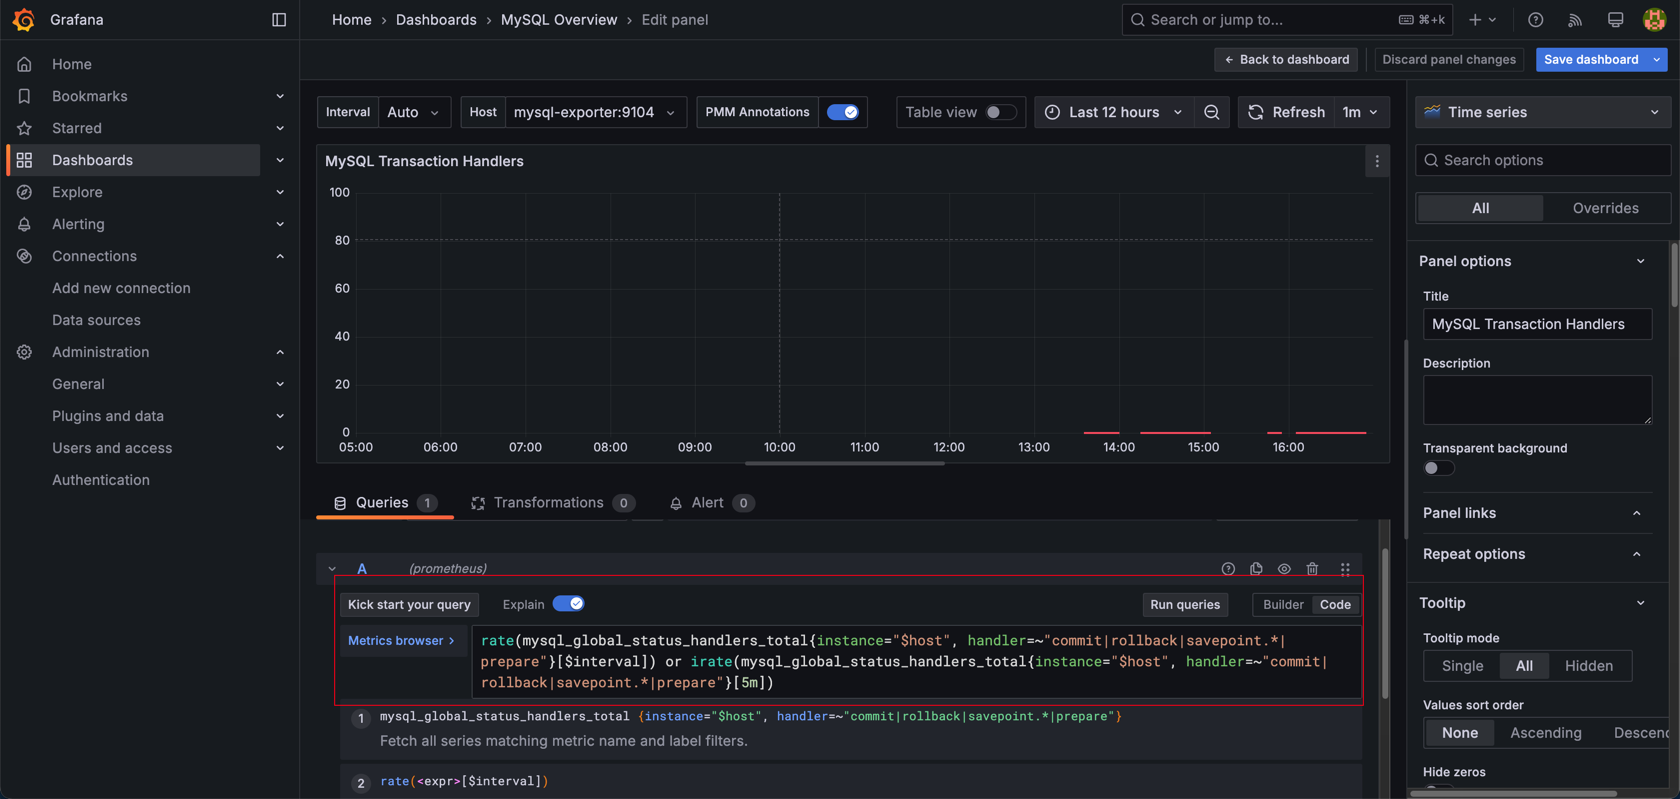 Grafana
Home › Dashboards › MySQL Overview › Edit panel
Search or jump to...
⌘+k
Back to dashboard
Discard panel changes
Save dashboard
Home
Bookmarks
Starred
Dashboards
Explore
Alerting
Connections
Add new connection
Data sources
Administration
General
Plugins and data
Users and access
Authentication
Interval
Auto
Host
mysql-exporter:9104
PMM Annotations
Table view
Last 12 hours
Refresh
1m
MySQL Transaction Handlers
100
80
60
40
20
0
05:00 06:00 07:00 08:00 09:00 10:00 11:00 12:00 13:00 14:00 15:00 16:00
Queries 1
Transformations 0
Alert 0
A (prometheus)
Kick start your query
Explain
Run queries
Builder
Code
Metrics browser >
rate(mysql_global_status_handlers_total{instance="$host", handler=~"commit|rollback|savepoint.*|
prepare"}[$interval]) or irate(mysql_global_status_handlers_total{instance="$host", handler=~"commit|
rollback|savepoint.*|prepare"}[5m])
1 mysql_global_status_handlers_total {instance="$host", handler=~"commit|rollback|savepoint.*|prepare"}
Fetch all series matching metric name and label filters.
2 rate(<expr>[$interval])
Time series
Search options
All
Overrides
Panel options
Title
MySQL Transaction Handlers
Description
Transparent background
Panel links
Repeat options
Tooltip
Tooltip mode
Single
All
Hidden
Values sort order
None
Ascending
Descenc
Hide zeros